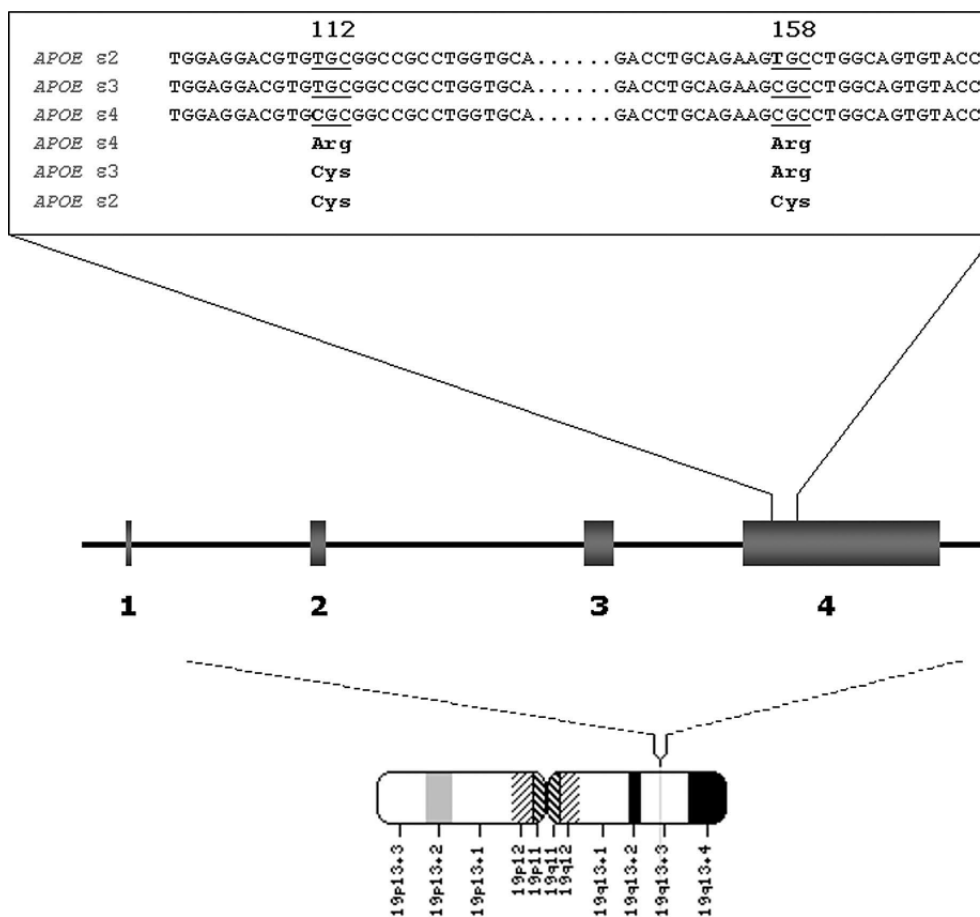 112 158
APOE ε2 TGGAGGACGTGTGCGGCCGCCTGGTGCA......GACCTGCAGAAGTGCCTGGCAGTGTACC
APOE ε3 TGGAGGACGTGTGCGGCCGCCTGGTGCA......GACCTGCAGAAGCGCCTGGCAGTGTACC
APOE ε4 TGGAGGACGTGCGCGGCCGCCTGGTGCA......GACCTGCAGAAGCGCCTGGCAGTGTACC
APOE ε4 Arg Arg
APOE ε3 Cys Arg
APOE ε2 Cys Cys
1 2 3 4
19p13+3
19p13+2
19p13+1
19p12
19p11
19q11
19q12
19q13+1
19q13+2
19q13+3
19q13+4